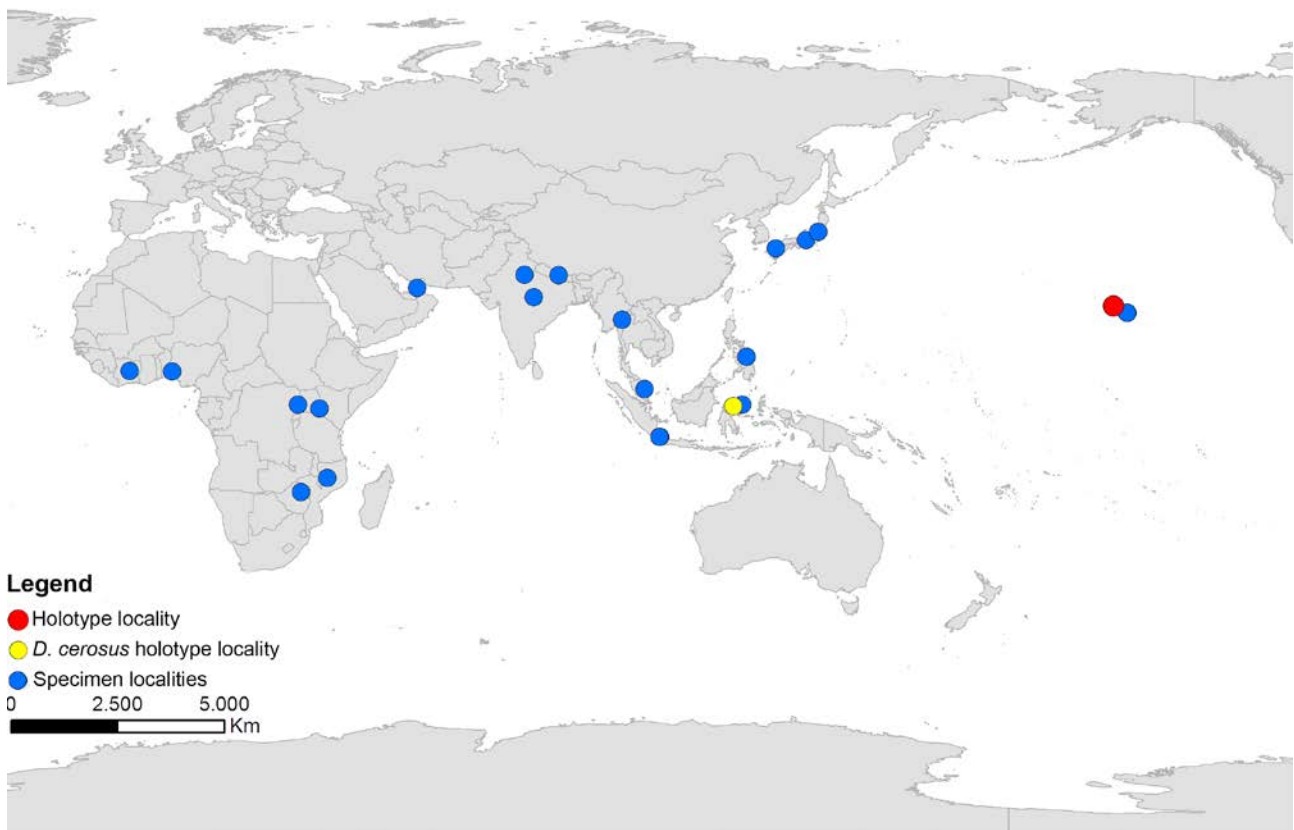 Legend
Holotype locality
D. cerosus holotype locality
Specimen localities
0 2.500 5.000
Km